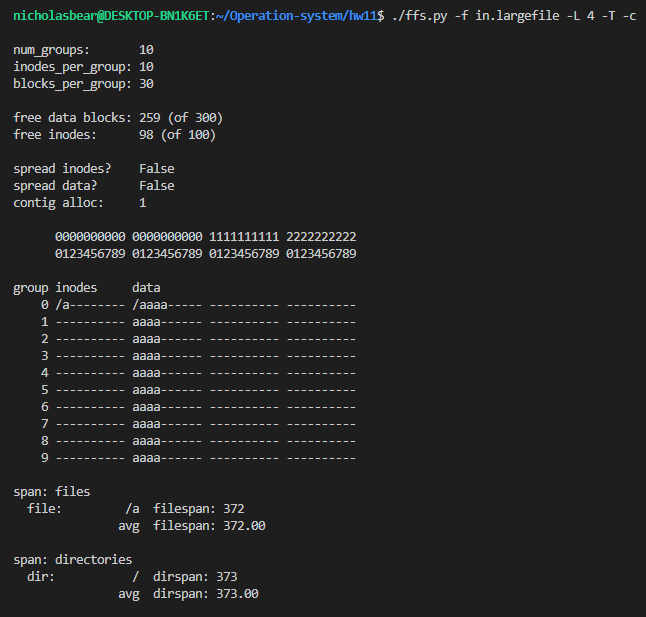 nicholasbear@DESKTOP-BN1K6ET:~/Operation-system/hw11$ ./ffs.py -f in.largefile -L 4 -T -c
num_groups:       10
inodes_per_group: 10
blocks_per_group: 30
free data blocks: 259 (of 300)
free inodes:      98 (of 100)
spread inodes?    False
spread data?      False
contig alloc:     1
      0000000000 0000000000 1111111111 2222222222
      0123456789 0123456789 0123456789 0123456789
group inodes     data
    0 /a-------- /aaaa----- ---------- ----------
    1 ---------- aaaa------ ---------- ----------
    2 ---------- aaaa------ ---------- ----------
    3 ---------- aaaa------ ---------- ----------
    4 ---------- aaaa------ ---------- ----------
    5 ---------- aaaa------ ---------- ----------
    6 ---------- aaaa------ ---------- ----------
    7 ---------- aaaa------ ---------- ----------
    8 ---------- aaaa------ ---------- ----------
    9 ---------- aaaa------ ---------- ----------
span: files
  file:         /a  filespan: 372
               avg  filespan: 372.00
span: directories
  dir:           /  dirspan: 373
               avg  dirspan: 373.00